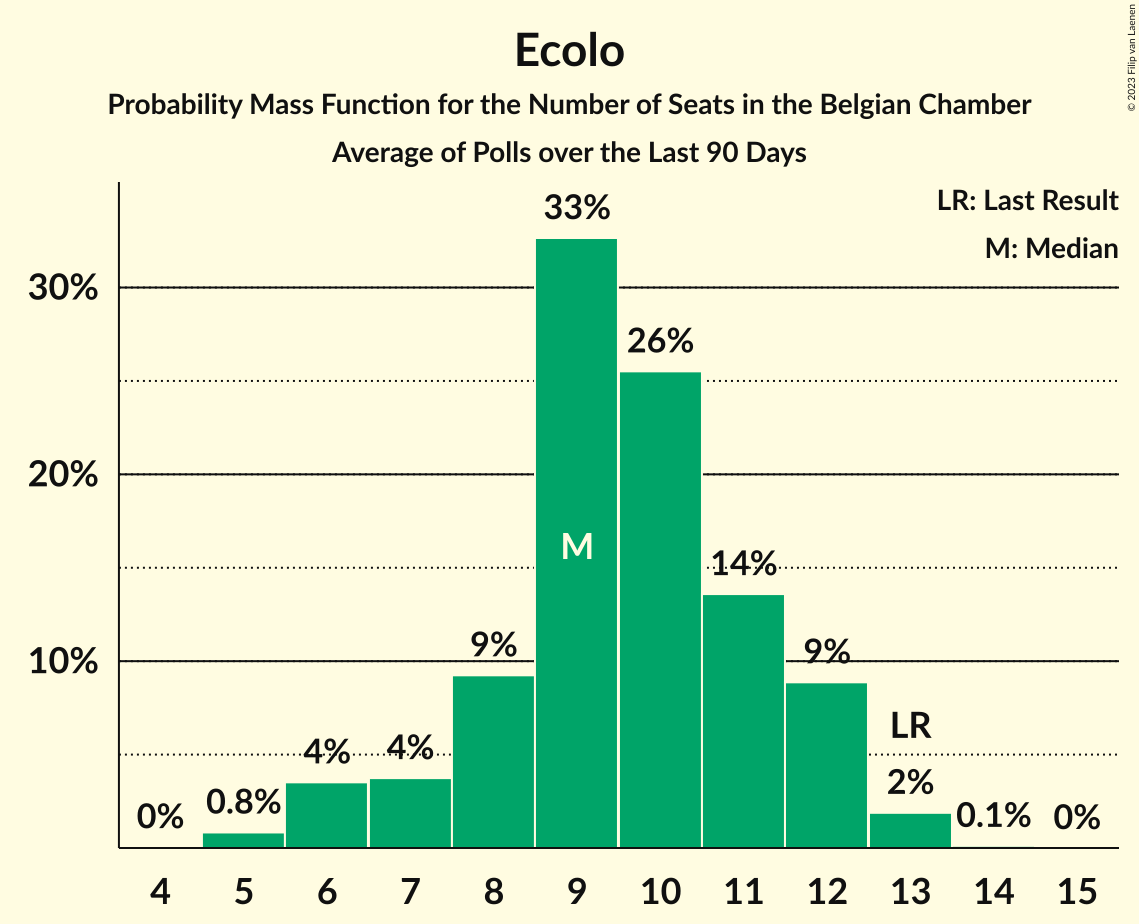 Ecolo
Probability Mass Function for the Number of Seats in the Belgian Chamber
Average of Polls over the Last 90 Days
© 2023 Filip van Laenen
LR: Last Result
M: Median
30%
20%
10%
0%
0.8%
4%
4%
9%
33%
M
26%
14%
9%
LR
2%
0.1%
0%
4 5 6 7 8 9 10 11 12 13 14 15